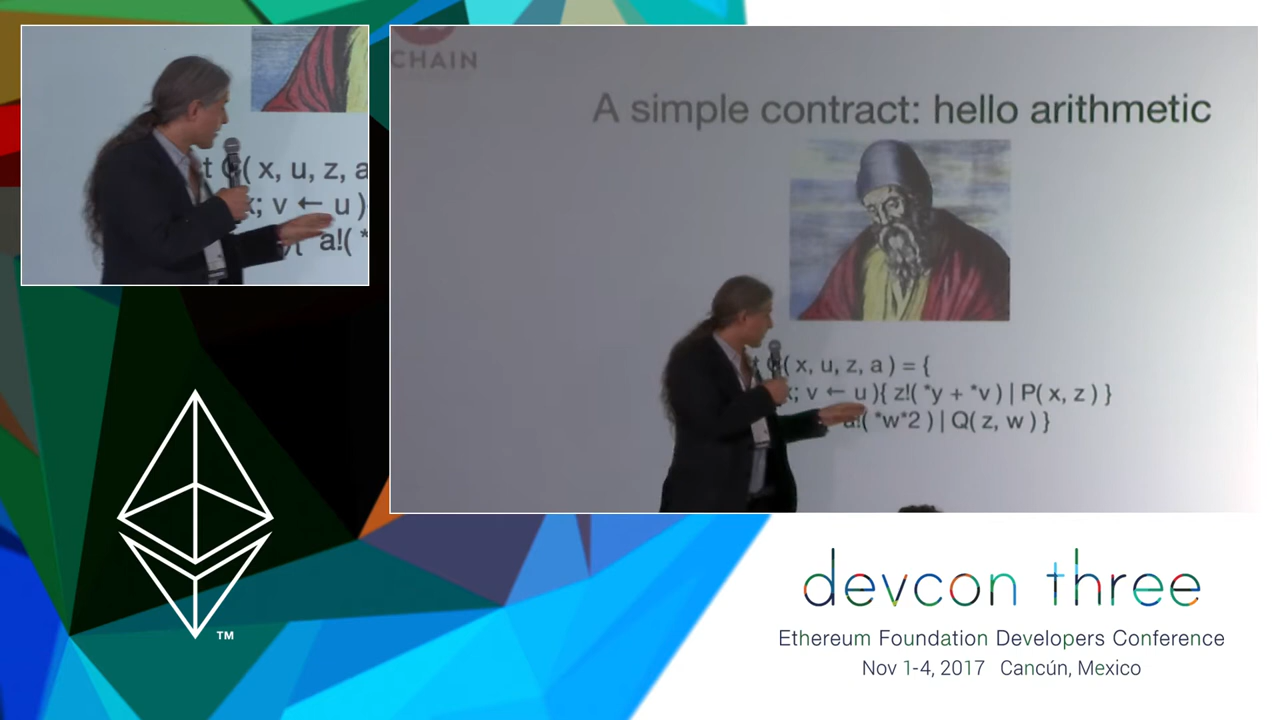 t C( x, u, z, a
x; v ← u )
a!( *
CHAIN
A simple contract: hello arithmetic
t C( x, u, z, a ) = {
x; v ← u ){ z!( *y + *v ) | P( x, z ) }
a!( *w*2 ) | Q( z, w ) }
TM
devcon three
Ethereum Foundation Developers Conference
Nov 1-4, 2017 Cancún, Mexico